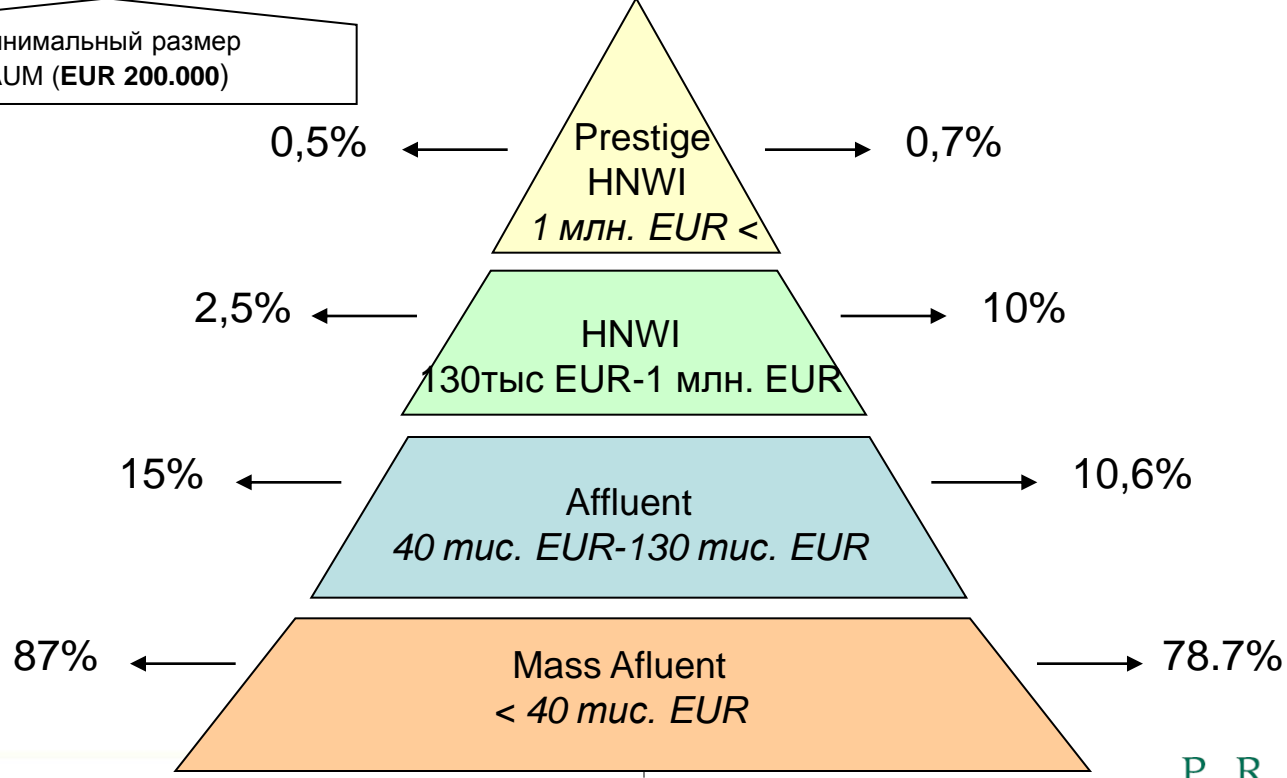 нимальный размер
AUM (EUR 200.000)
0,5%
Prestige
HNWI
1 млн. EUR <
0,7%
2,5%
HNWI
130тыс EUR-1 млн. EUR
10%
15%
Affluent
40 тис. EUR-130 тис. EUR
10,6%
87%
Mass Afluent
< 40 тис. EUR
78.7%
P R